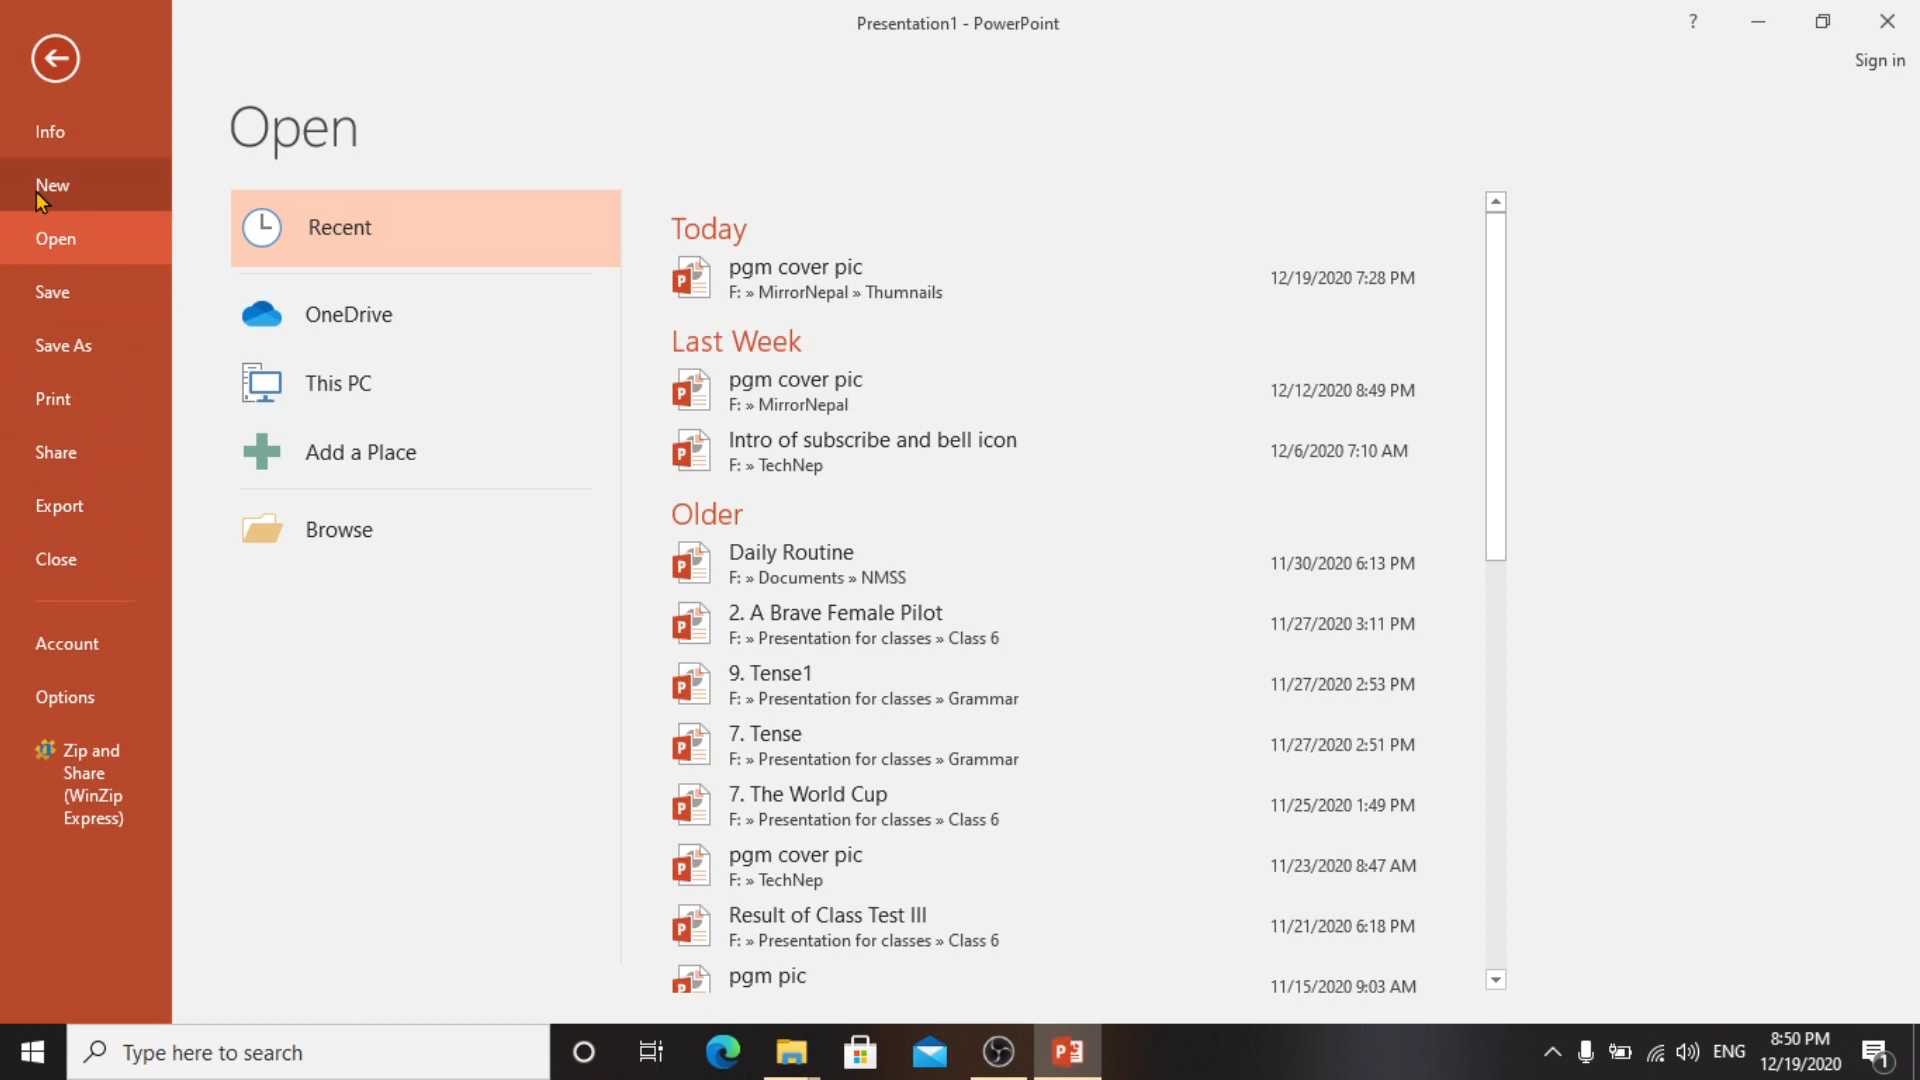 Presentation1 - PowerPoint
?
Sign in
Info
New
Open
Save
Save As
Print
Share
Export
Close
Account
Options
Zip and
Share
(WinZip
Express)
Open
Recent
OneDrive
This PC
Add a Place
Browse
Today
pgm cover pic
F: » MirrorNepal » Thumnails
12/19/2020 7:28 PM
Last Week
pgm cover pic
F: » MirrorNepal
12/12/2020 8:49 PM
Intro of subscribe and bell icon
F: » TechNep
12/6/2020 7:10 AM
Older
Daily Routine
F: » Documents » NMSS
11/30/2020 6:13 PM
2. A Brave Female Pilot
F: » Presentation for classes » Class 6
11/27/2020 3:11 PM
9. Tense1
F: » Presentation for classes » Grammar
11/27/2020 2:53 PM
7. Tense
F: » Presentation for classes » Grammar
11/27/2020 2:51 PM
7. The World Cup
F: » Presentation for classes » Class 6
11/25/2020 1:49 PM
pgm cover pic
F: » TechNep
11/23/2020 8:47 AM
Result of Class Test III
F: » Presentation for classes » Class 6
11/21/2020 6:18 PM
pgm pic
11/15/2020 9:03 AM
Type here to search
ENG
8:50 PM
12/19/2020
1